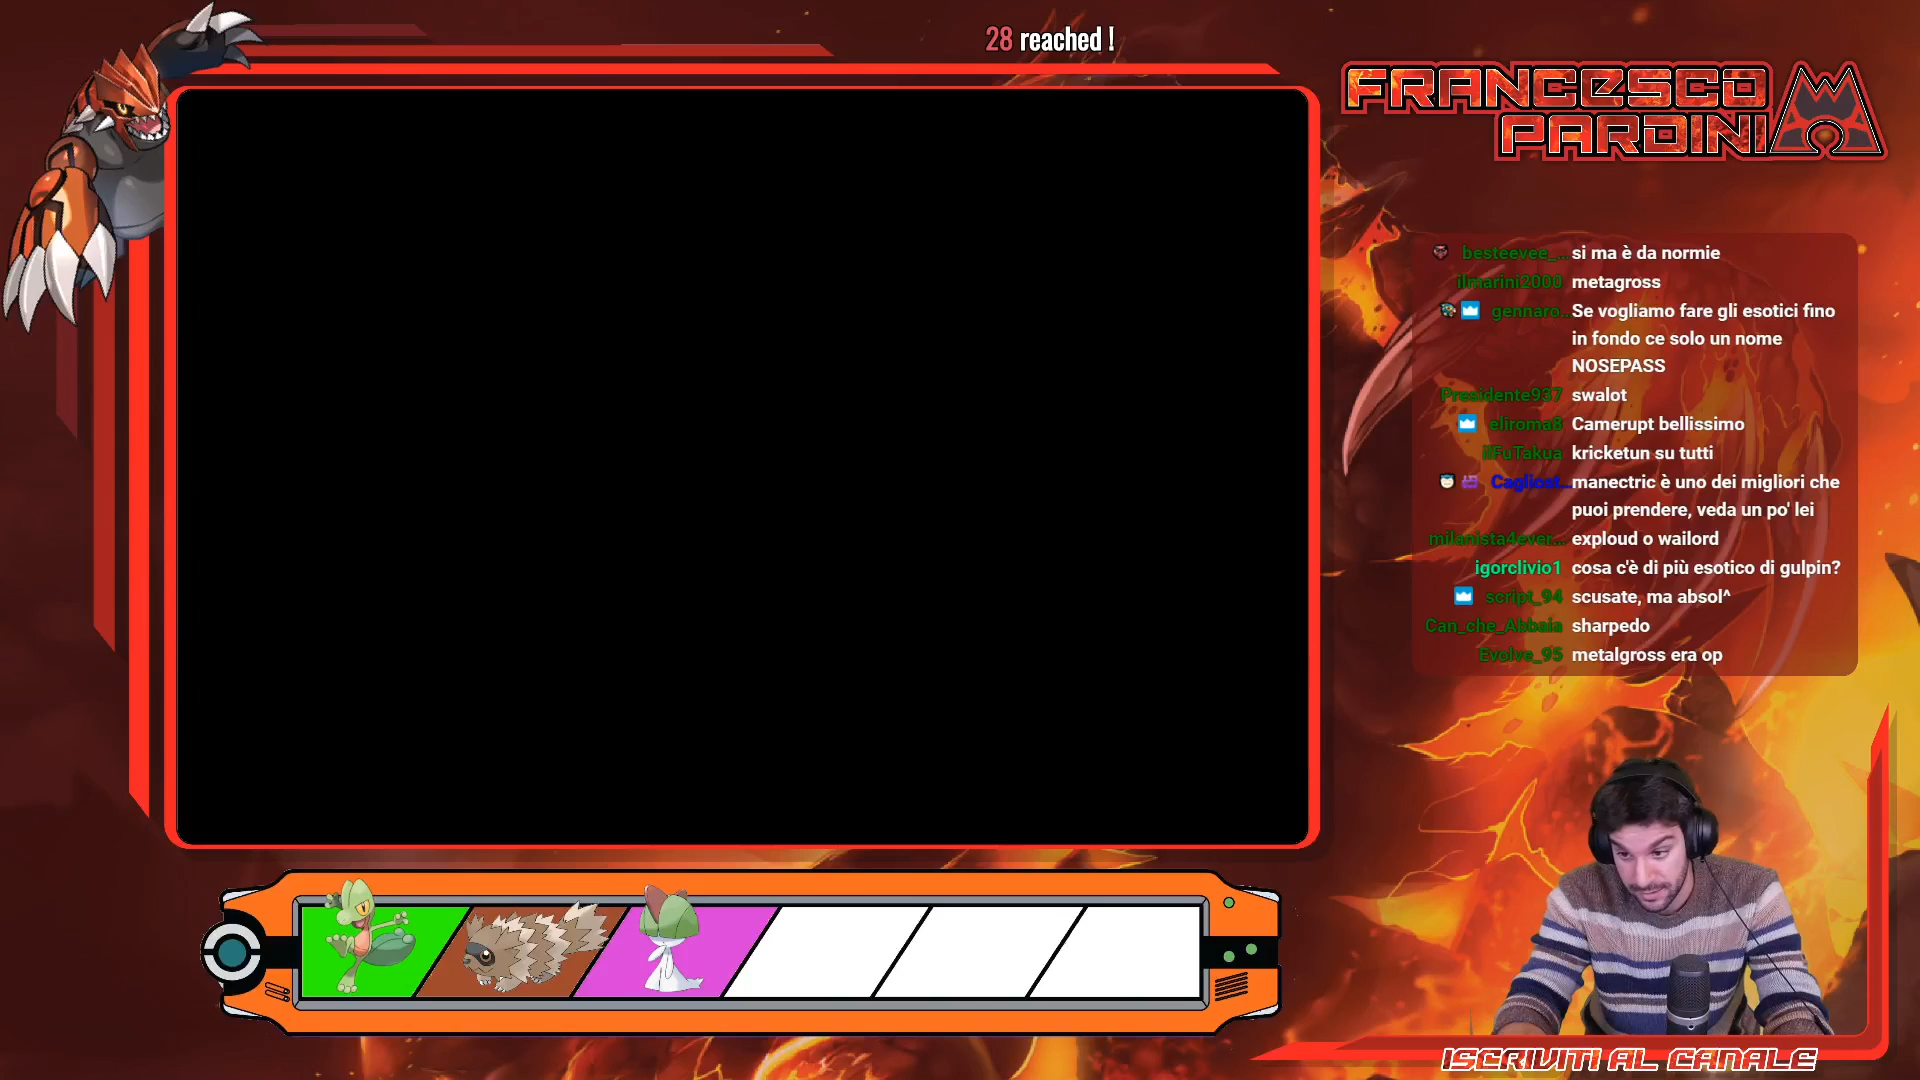 28 reached !
FRANCESCO
PARDINI
besteevee_... si ma è da normie
ilmarini2000 metagross
gennaro... Se vogliamo fare gli esotici fino
in fondo ce solo un nome
NOSEPASS
Presidente937 swalot
eliroma8 Camerupt bellissimo
ilFuTakua kricketun su tutti
Cagliost... manectric è uno dei migliori che
puoi prendere, veda un po' lei
milanista4ever... exploud o wailord
igorclivio1 cosa c'è di più esotico di gulpin?
script_94 scusate, ma absol^
Can_che_Abbaia sharpedo
Evolve_95 metalgross era op
ISCRIVITI AL CANALE